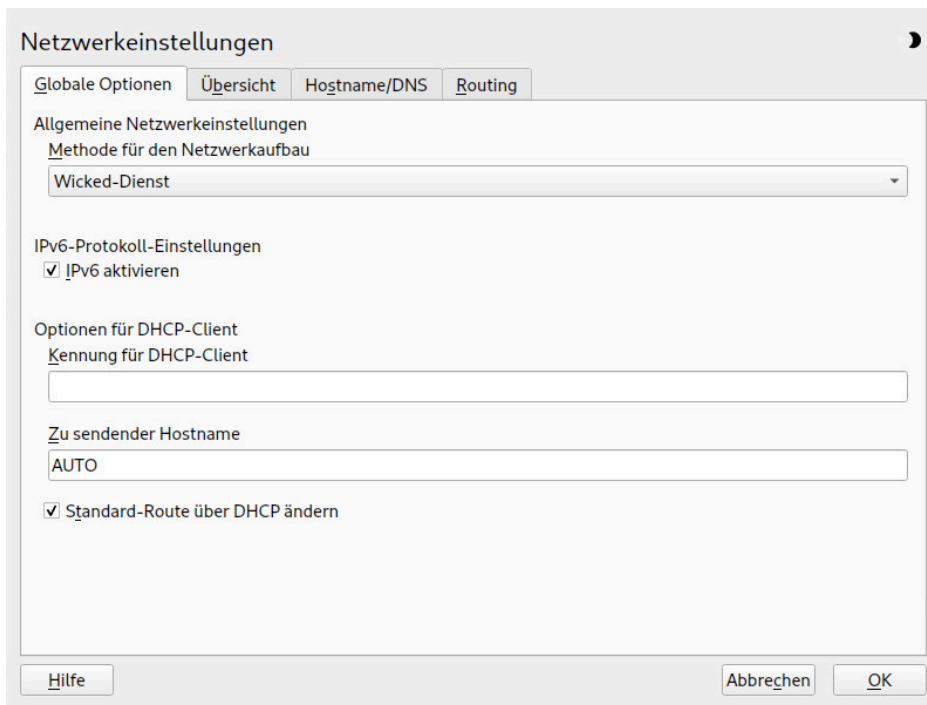 Netzwerkeinstellungen
Globale Optionen Übersicht Hostname/DNS Routing
Allgemeine Netzwerkeinstellungen
Methode für den Netzwerkaufbau
Wicked-Dienst
IPv6-Protokoll-Einstellungen
IPv6 aktivieren
Optionen für DHCP-Client
Kennung für DHCP-Client
Zu sendender Hostname
AUTO
Standard-Route über DHCP ändern
Hilfe Abbrechen OK